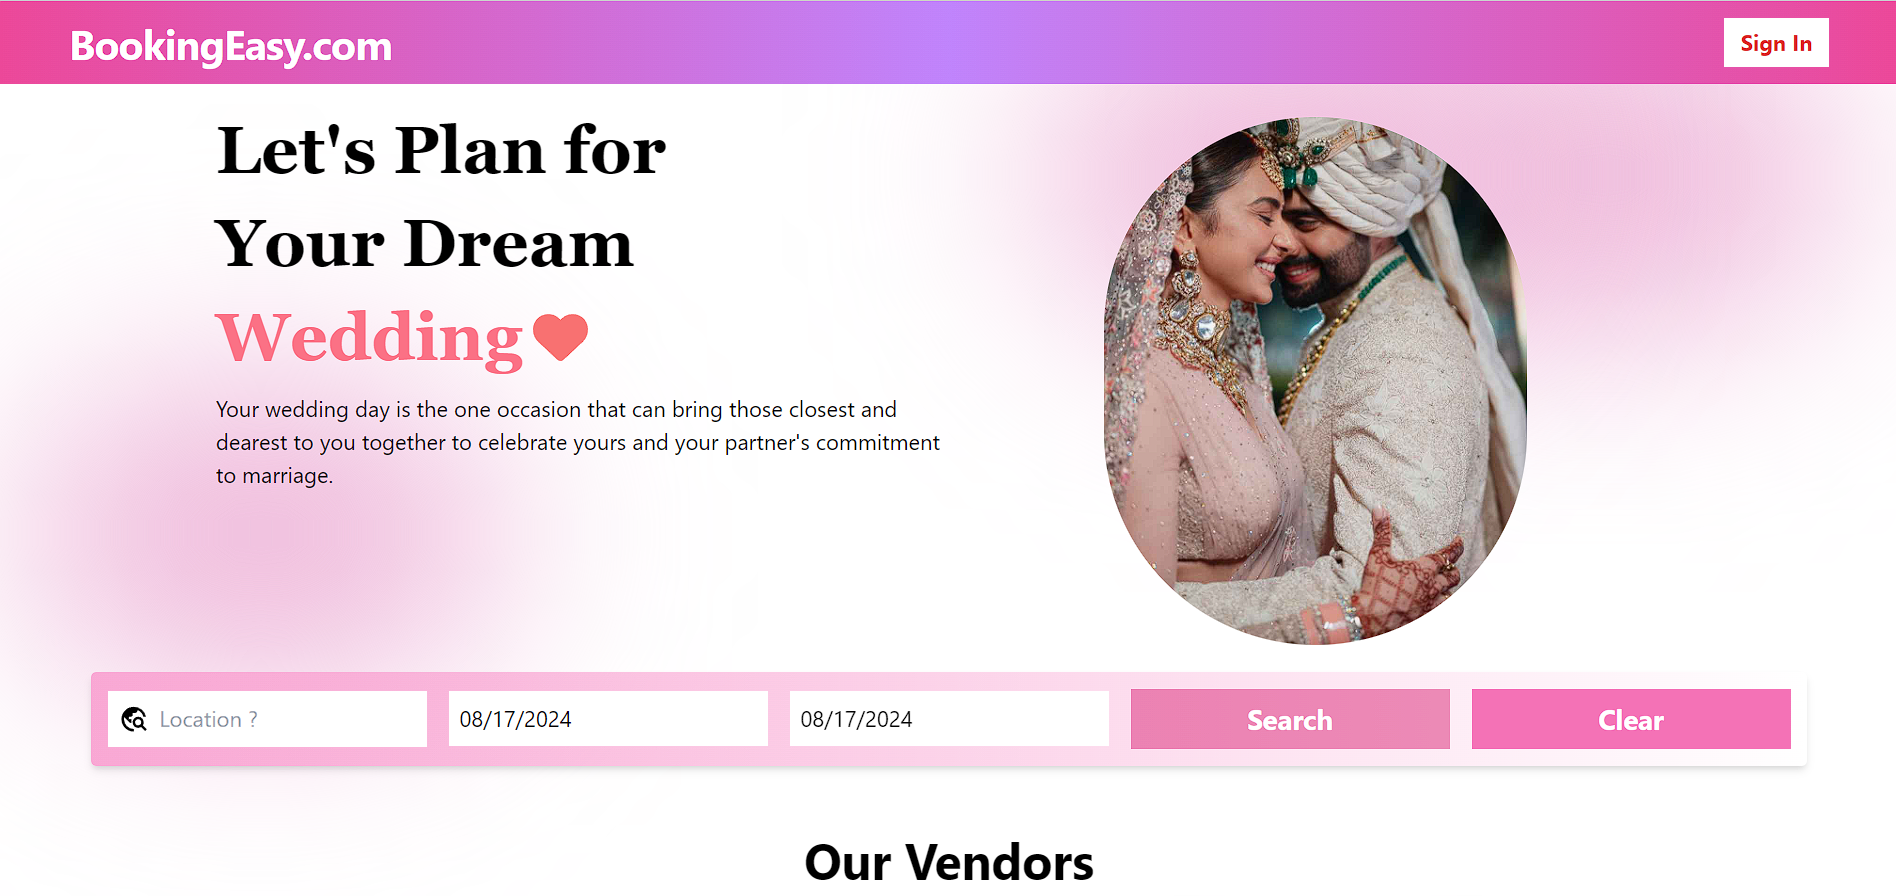 BookingEasy.com
Sign In
Let's Plan for
Your Dream
Wedding
Your wedding day is the one occasion that can bring those closest and
dearest to you together to celebrate yours and your partner's commitment
to marriage.
Location ?
08/17/2024
08/17/2024
Search
Clear
Our Vendors